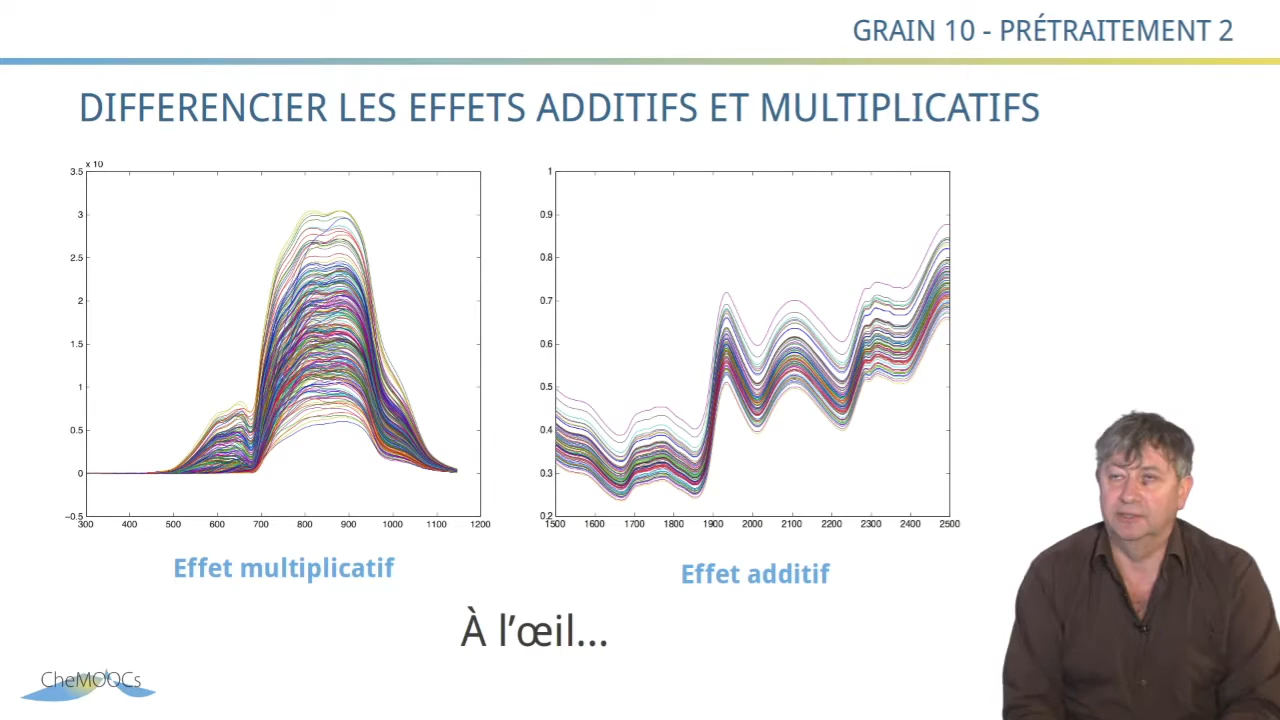 GRAIN 10 - PRÉTRAITEMENT 2
DIFFERENCIER LES EFFETS ADDITIFS ET MULTIPLICATIFS
x 10
3.5
3
2.5
2
1.5
1
0.5
0
-0.5
300 400 500 600 700 800 900 1000 1100 1200
1
0.9
0.8
0.7
0.6
0.5
0.4
0.3
0.2
1500 1600 1700 1800 1900 2000 2100 2200 2300 2400 2500
Effet multiplicatif
Effet additif
À l’œil...
CheMOOCs